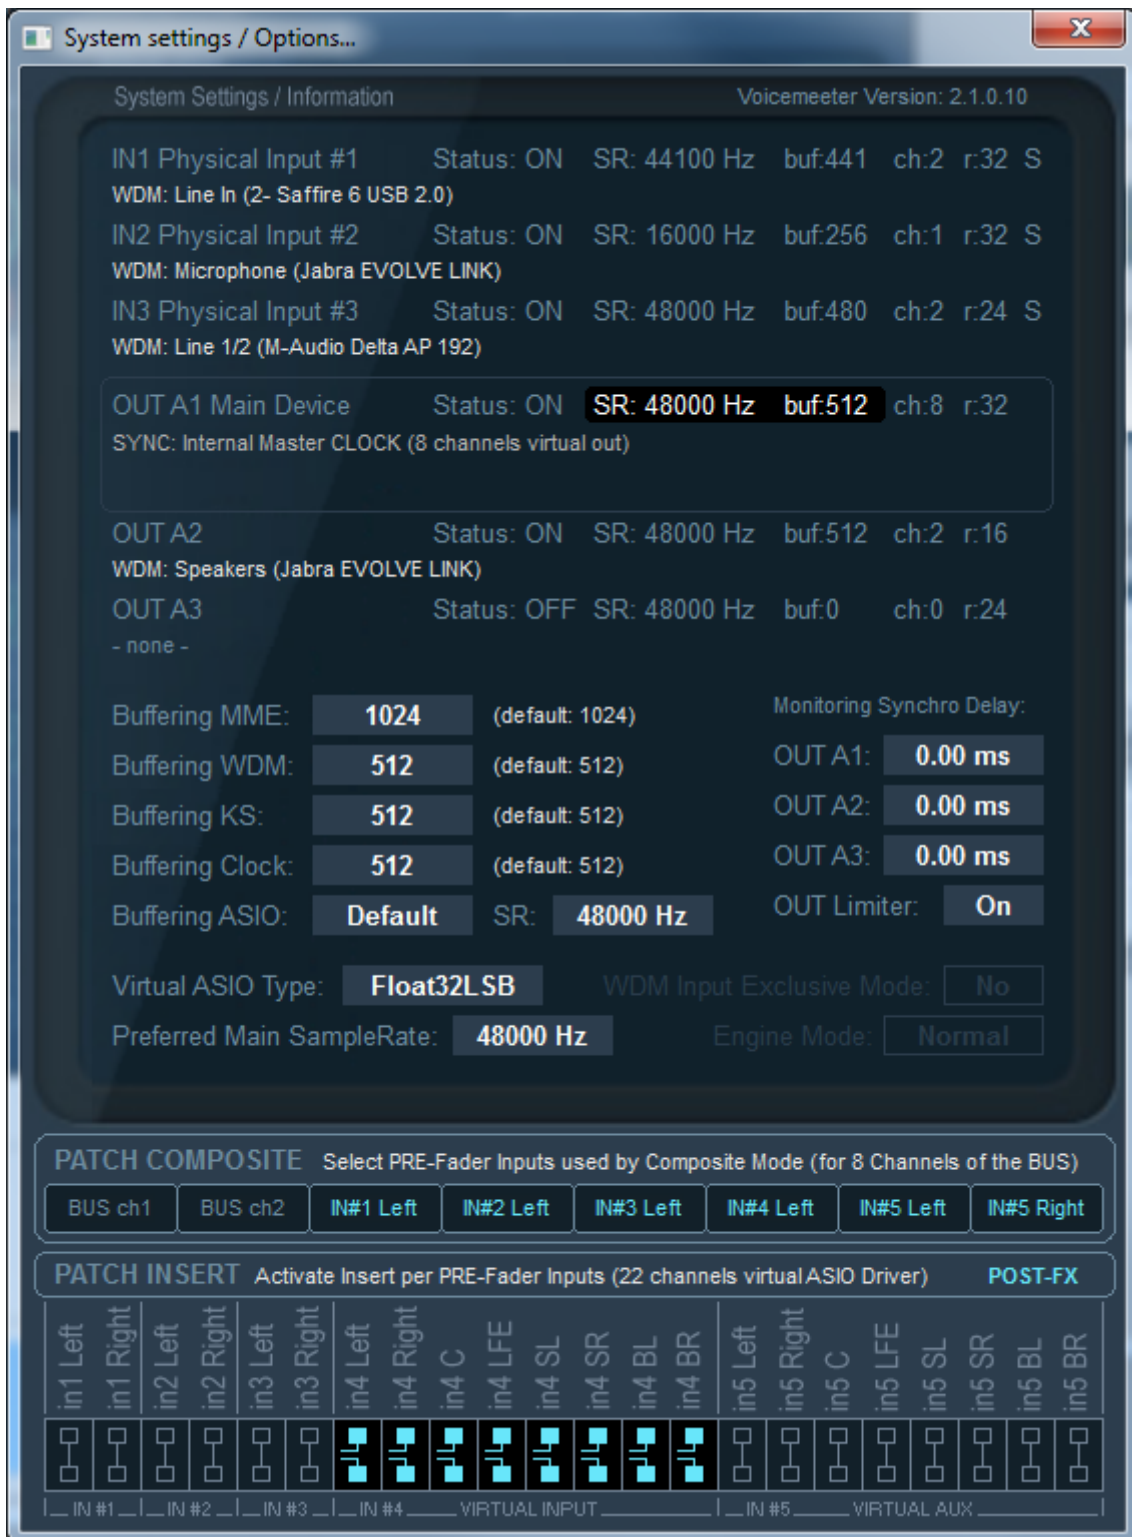 System settings / Options...
x
System Settings / Information Voicemeeter Version: 2.1.0.10
IN1 Physical Input #1 Status: ON SR: 44100 Hz buf:441 ch:2 r:32 S
WDM: Line In (2- Saffire 6 USB 2.0)
IN2 Physical Input #2 Status: ON SR: 16000 Hz buf:256 ch:1 r:32 S
WDM: Microphone (Jabra EVOLVE LINK)
IN3 Physical Input #3 Status: ON SR: 48000 Hz buf:480 ch:2 r:24 S
WDM: Line 1/2 (M-Audio Delta AP 192)
OUT A1 Main Device Status: ON SR: 48000 Hz buf:512 ch:8 r:32
SYNC: Internal Master CLOCK (8 channels virtual out)
OUT A2 Status: ON SR: 48000 Hz buf:512 ch:2 r:16
WDM: Speakers (Jabra EVOLVE LINK)
OUT A3 Status: OFF SR: 48000 Hz buf:0 ch:0 r:24
- none -
Buffering MME: 1024 (default: 1024) Monitoring Synchro Delay:
Buffering WDM: 512 (default: 512) OUT A1: 0.00 ms
Buffering KS: 512 (default: 512) OUT A2: 0.00 ms
Buffering Clock: 512 (default: 512) OUT A3: 0.00 ms
Buffering ASIO: Default SR: 48000 Hz OUT Limiter: On
Virtual ASIO Type: Float32LSB WDM Input Exclusive Mode: No
Preferred Main SampleRate: 48000 Hz Engine Mode: Normal
PATCH COMPOSITE Select PRE-Fader Inputs used by Composite Mode (for 8 Channels of the BUS)
BUS ch1 BUS ch2 IN#1 Left IN#2 Left IN#3 Left IN#4 Left IN#5 Left IN#5 Right
PATCH INSERT Activate Insert per PRE-Fader Inputs (22 channels virtual ASIO Driver) POST-FX
in1 Left in1 Right in2 Left in2 Right in3 Left in3 Right in4 Left in4 Right in4 C in4 LFE in4 SL in4 SR in4 BL in4 BR in5 Left in5 Right in5 C in5 LFE in5 SL in5 SR in5 BL in5 BR
IN #1 IN #2 IN #3 IN #4 VIRTUAL INPUT IN #5 VIRTUAL AUX